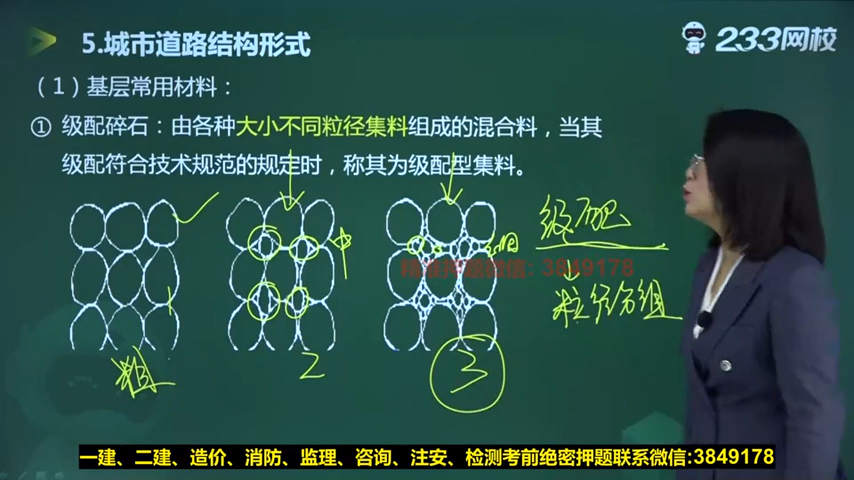 5.城市道路结构形式
233网校
（1）基层常用材料：
① 级配碎石：由各种大小不同粒径集料组成的混合料，当其
级配符合技术规范的规定时，称其为级配型集料。
级配
精准押题微信: 3849178
粒径分组
粗
2
3
一建、二建、造价、消防、监理、咨询、注安、检测考前绝密押题联系微信:3849178